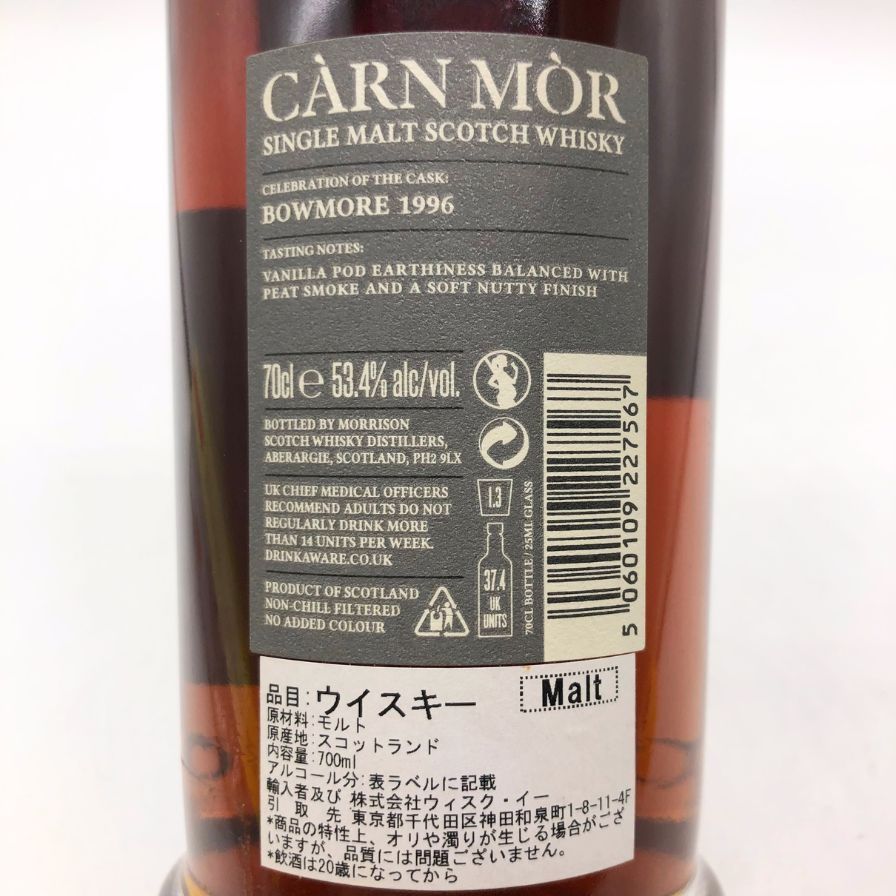 CÀRN MÒR
SINGLE MALT SCOTCH WHISKY
CELEBRATION OF THE CASK:
BOWMORE 1996
TASTING NOTES:
VANILLA POD EARTHINESS BALANCED WITH
PEAT SMOKE AND A SOFT NUTTY FINISH
70cl e 53.4% alc/vol.
BOTTLED BY MORRISON
SCOTCH WHISKY DISTILLERS,
ABERARGIE, SCOTLAND, PH2 9LX
UK CHIEF MEDICAL OFFICERS
RECOMMEND ADULTS DO NOT
REGULARLY DRINK MORE
THAN 14 UNITS PER WEEK.
DRINKAWARE.CO.UK
PRODUCT OF SCOTLAND
NON-CHILL FILTERED
NO ADDED COLOUR
1.3
37.4
UK
UNITS
70CL BOTTLE / 25ML GLASS
5 060109 227567
品目:ウイスキー
Malt
原材料:モルト
原産地:スコットランド
内容量:700ml
アルコール分:表ラベルに記載
輸入者及び:株式会社ウィスク・イー
引 取 先:東京都千代田区神田和泉町1-8-11-4F
*商品の特性上、オリや濁りが生じる場合がござ
いますが、品質には問題ございません。
*飲酒は20歳になってから